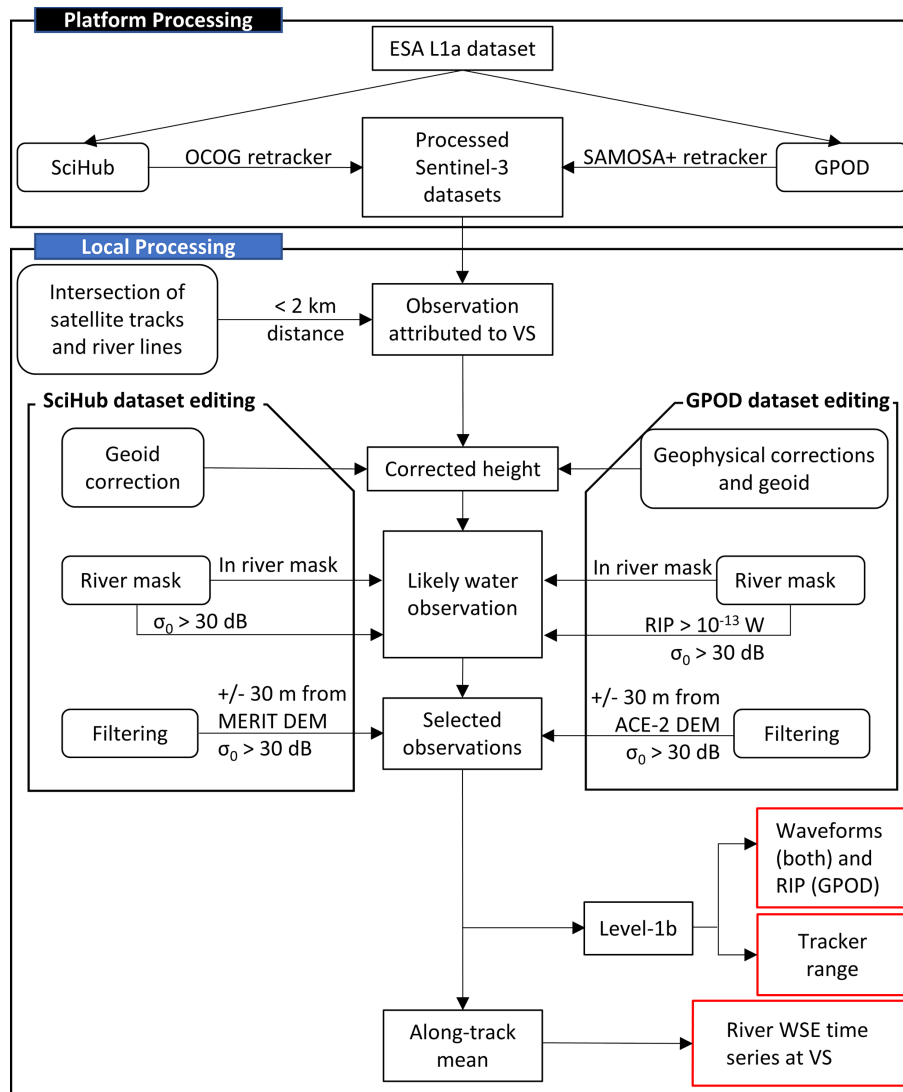 Platform Processing
ESA L1a dataset
SciHub
OCOG retracker
Processed
Sentinel-3
datasets
SAMOSA+ retracker
GPOD
Local Processing
Intersection of
satellite tracks
and river lines
< 2 km
distance
Observation
attributed to VS
SciHub dataset editing
GPOD dataset editing
Geoid
correction
Corrected height
Geophysical corrections
and geoid
River mask
In river mask
σ₀ > 30 dB
Likely water
observation
In river mask
River mask
RIP > 10⁻¹³ W
σ₀ > 30 dB
Filtering
+/- 30 m from
MERIT DEM
σ₀ > 30 dB
Selected
observations
+/- 30 m from
ACE-2 DEM
σ₀ > 30 dB
Filtering
Waveforms
(both) and
RIP (GPOD)
Level-1b
Tracker
range
Along-track
mean
River WSE time
series at VS